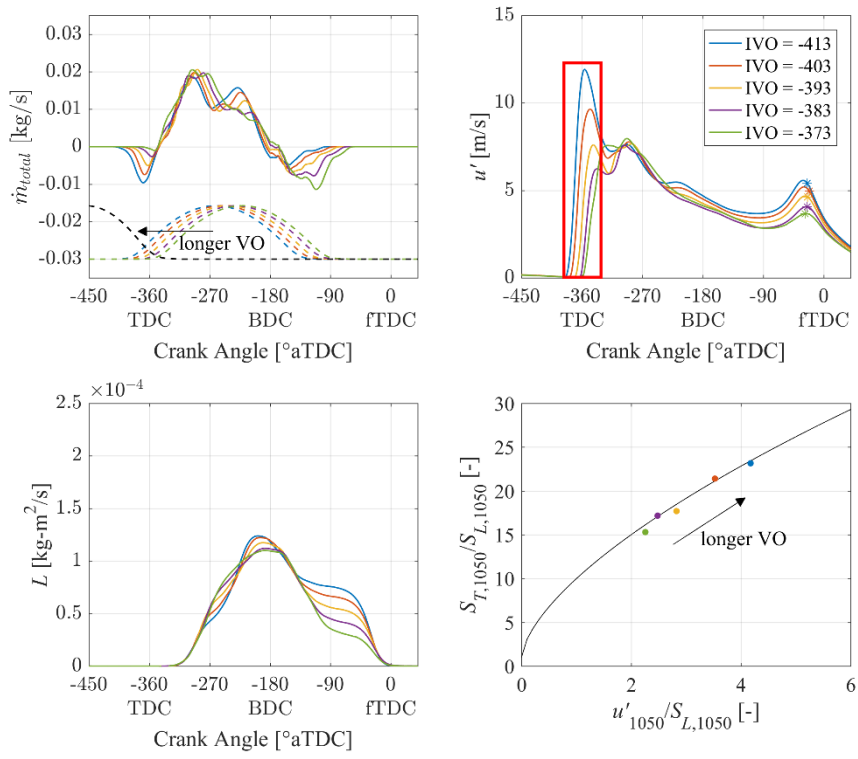 0.03
0.02
0.01
0
-0.01
-0.02
-0.03
ṁ_total [kg/s]
longer VO
-450 -360 -270 -180 -90 0
TDC BDC fTDC
Crank Angle [°aTDC]
15
10
5
0
u′ [m/s]
IVO = -413
IVO = -403
IVO = -393
IVO = -383
IVO = -373
-450 -360 -270 -180 -90 0
TDC BDC fTDC
Crank Angle [°aTDC]
×10⁻⁴
2.5
2
1.5
1
0.5
0
L [kg-m²/s]
-450 -360 -270 -180 -90 0
TDC BDC fTDC
Crank Angle [°aTDC]
30
25
20
15
10
5
0
S_T,1050/S_L,1050 [-]
longer VO
0 2 4 6
u′_1050/S_L,1050 [-]